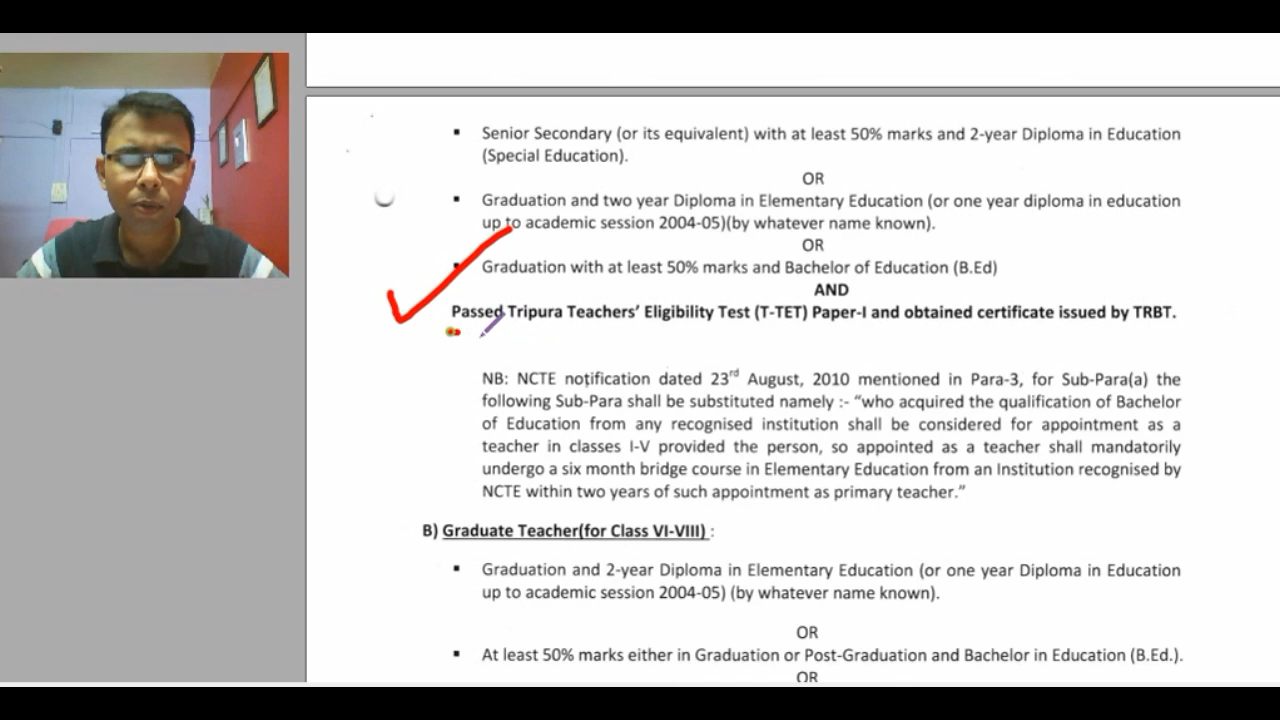 ▪ Senior Secondary (or its equivalent) with at least 50% marks and 2-year Diploma in Education
(Special Education).
OR
▪ Graduation and two year Diploma in Elementary Education (or one year diploma in education
up to academic session 2004-05)(by whatever name known).
OR
▪ Graduation with at least 50% marks and Bachelor of Education (B.Ed)
AND
Passed Tripura Teachers' Eligibility Test (T-TET) Paper-I and obtained certificate issued by TRBT.
NB: NCTE notification dated 23rd August, 2010 mentioned in Para-3, for Sub-Para(a) the
following Sub-Para shall be substituted namely :- "who acquired the qualification of Bachelor
of Education from any recognised institution shall be considered for appointment as a
teacher in classes I-V provided the person, so appointed as a teacher shall mandatorily
undergo a six month bridge course in Elementary Education from an Institution recognised by
NCTE within two years of such appointment as primary teacher."
B) Graduate Teacher(for Class VI-VIII) :
▪ Graduation and 2-year Diploma in Elementary Education (or one year Diploma in Education
up to academic session 2004-05) (by whatever name known).
OR
▪ At least 50% marks either in Graduation or Post-Graduation and Bachelor in Education (B.Ed.).
OR